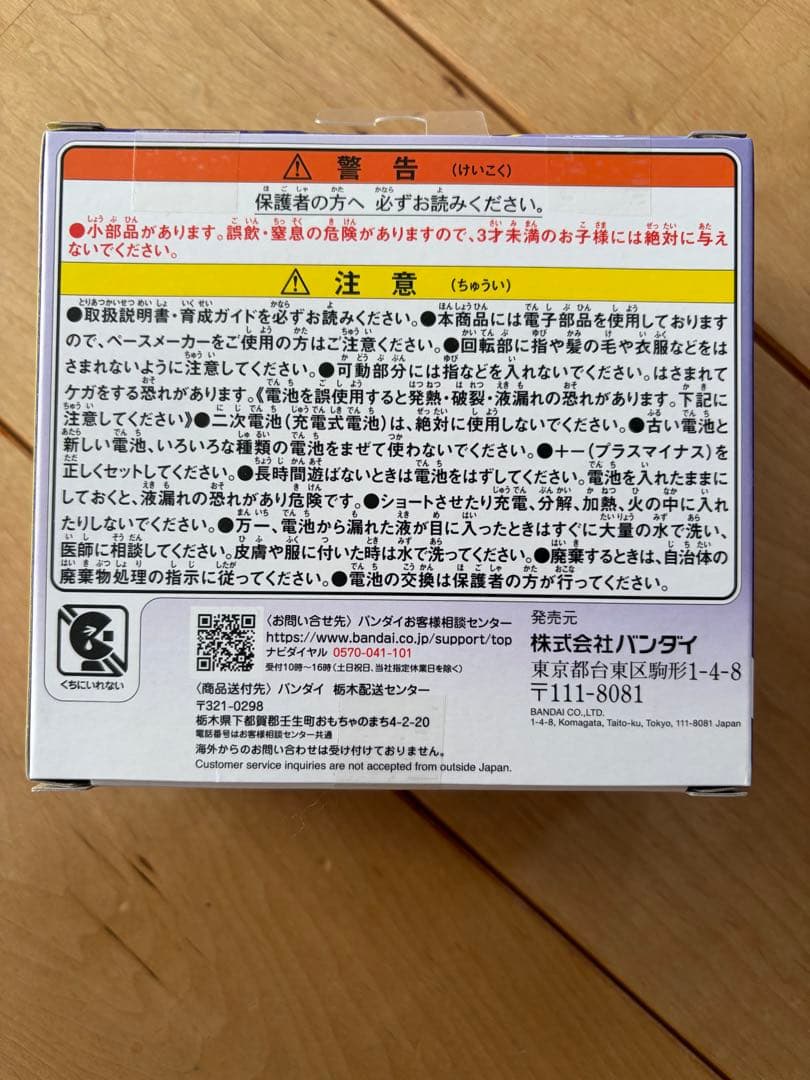 ⚠ 警告 (けいこく)
保護者の方へ 必ずお読みください。
●小部品があります。誤飲・窒息の危険がありますので、3才未満のお子様には絶対に与え
ないでください。
⚠ 注意 (ちゅうい)
●取扱説明書・育成ガイドを必ずお読みください。●本商品には電子部品を使用しております
ので、ペースメーカーをご使用の方はご注意ください。●回転部に指や髪の毛や衣服などをは
さまれないように注意してください。●可動部分には指などを入れないでください。はさまれて
ケガをする恐れがあります。《電池を誤使用すると発熱・破裂・液漏れの恐れがあります。下記に
注意してください》●二次電池(充電式電池)は、絶対に使用しないでください。●古い電池と
新しい電池、いろいろな種類の電池をまぜて使わないでください。●+-(プラスマイナス)を
正しくセットしてください。●長時間遊ばないときは電池をはずしてください。電池を入れたままに
しておくと、液漏れの恐れがあり危険です。●ショートさせたり充電、分解、加熱、火の中に入れ
たりしないでください。●万一、電池から漏れた液が目に入ったときはすぐに大量の水で洗い、
医師に相談してください。皮膚や服に付いた時は水で洗ってください。●廃棄するときは、自治体の
廃棄物処理の指示に従ってください。●電池の交換は保護者の方が行ってください。
くちにいれない
〈お問い合せ先〉バンダイお客様相談センター
https://www.bandai.co.jp/support/top
ナビダイヤル 0570-041-101
受付10時〜16時(土日祝日、当社指定休業日を除く)
〈商品送付先〉バンダイ 栃木配送センター
〒321-0298
栃木県下都賀郡壬生町おもちゃのまち4-2-20
電話番号はお客様相談センター共通
海外からのお問い合わせは受け付けておりません。
Customer service inquiries are not accepted from outside Japan.
発売元
株式会社バンダイ
東京都台東区駒形1-4-8
〒111-8081
BANDAI CO.,LTD.
1-4-8, Komagata, Taito-ku, Tokyo, 111-8081 Japan